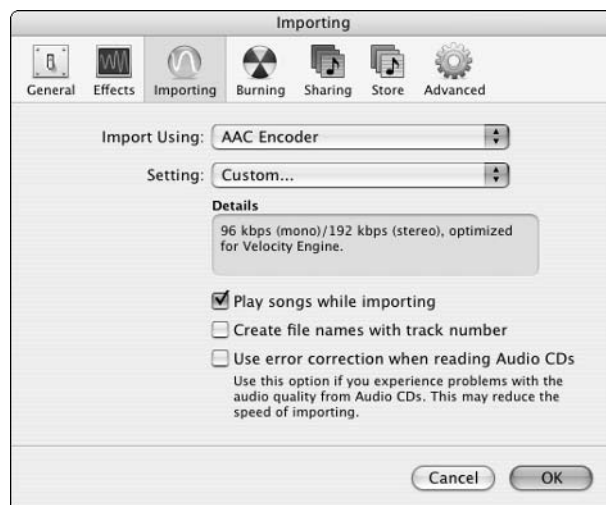 Importing
General Effects Importing Burning Sharing Store Advanced
Import Using: AAC Encoder
Setting: Custom...
Details
96 kbps (mono)/192 kbps (stereo), optimized
for Velocity Engine.
Play songs while importing
Create file names with track number
Use error correction when reading Audio CDs
Use this option if you experience problems with the
audio quality from Audio CDs. This may reduce the
speed of importing.
Cancel OK